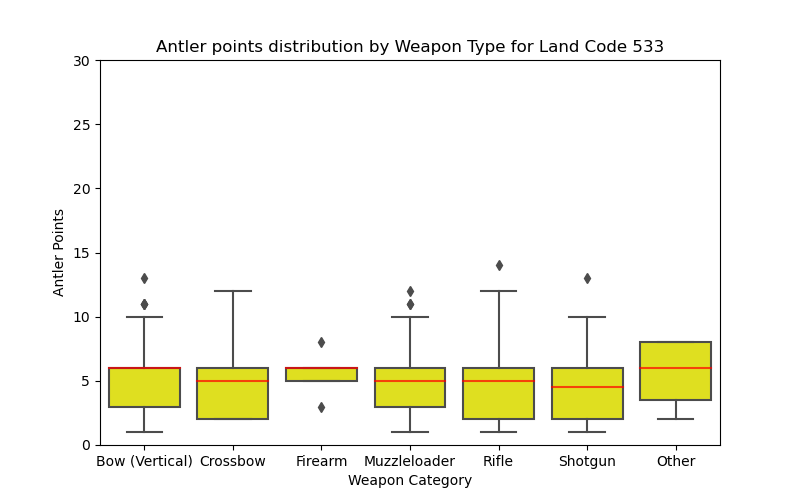 Antler points distribution by Weapon Type for Land Code 533
30
25
20
15
10
5
0
Antler Points
Bow (Vertical) Crossbow Firearm Muzzleloader Rifle Shotgun Other
Weapon Category